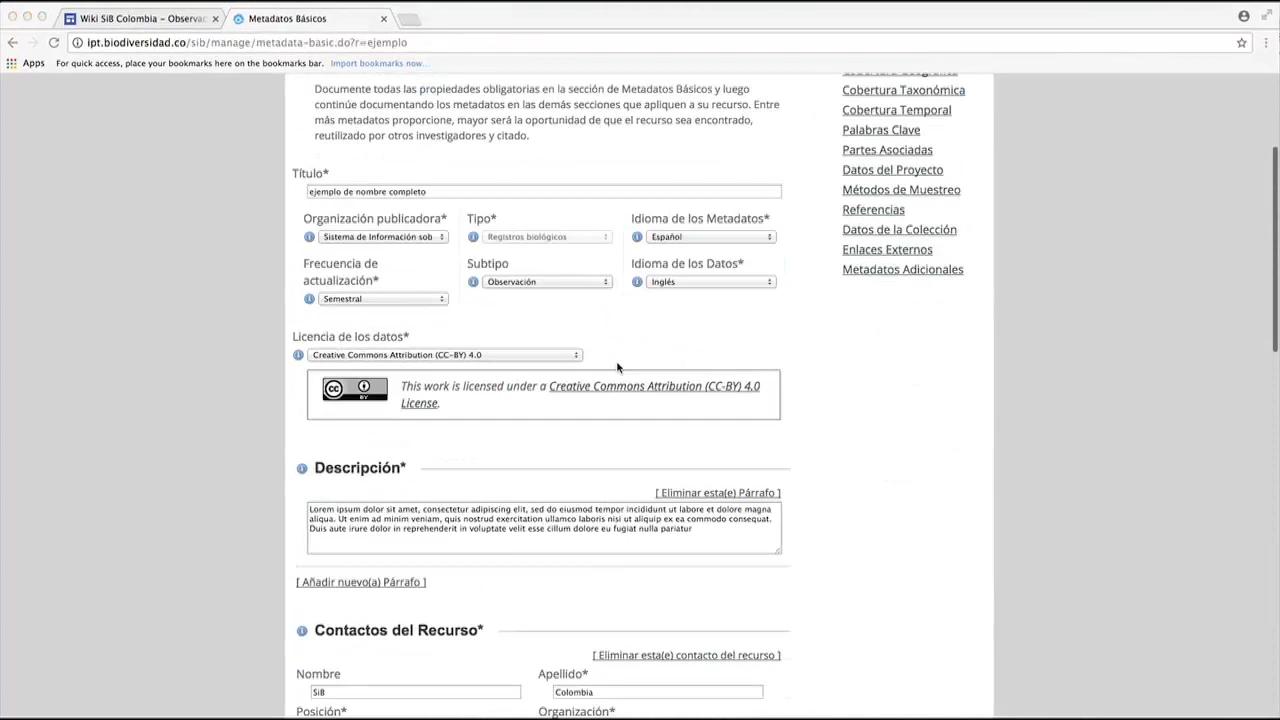 Wiki SiB Colombia – Observac
Metadatos Básicos
ipt.biodiversidad.co/sib/manage/metadata-basic.do?r=ejemplo
Apps
For quick access, place your bookmarks here on the bookmarks bar.
Import bookmarks now...
Documente todas las propiedades obligatorias en la sección de Metadatos Básicos y luego
continúe documentando los metadatos en las demás secciones que apliquen a su recurso. Entre
más metadatos proporcione, mayor será la oportunidad de que el recurso sea encontrado,
reutilizado por otros investigadores y citado.
Cobertura Geográfica
Cobertura Taxonómica
Cobertura Temporal
Palabras Clave
Partes Asociadas
Datos del Proyecto
Métodos de Muestreo
Referencias
Datos de la Colección
Enlaces Externos
Metadatos Adicionales
Título*
ejemplo de nombre completo
Organización publicadora*
Tipo*
Idioma de los Metadatos*
Sistema de Información sob
Registros biológicos
Español
Frecuencia de
actualización*
Subtipo
Idioma de los Datos*
Semestral
Observación
Inglés
Licencia de los datos*
Creative Commons Attribution (CC-BY) 4.0
cc
BY
This work is licensed under a Creative Commons Attribution (CC-BY) 4.0
License.
Descripción*
[ Eliminar esta(e) Párrafo ]
Lorem ipsum dolor sit amet, consectetur adipiscing elit, sed do eiusmod tempor incididunt ut labore et dolore magna
aliqua. Ut enim ad minim veniam, quis nostrud exercitation ullamco laboris nisi ut aliquip ex ea commodo consequat.
Duis aute irure dolor in reprehenderit in voluptate velit esse cillum dolore eu fugiat nulla pariatur
[ Añadir nuevo(a) Párrafo ]
Contactos del Recurso*
[ Eliminar esta(e) contacto del recurso ]
Nombre
Apellido*
SiB
Colombia
Posición*
Organización*